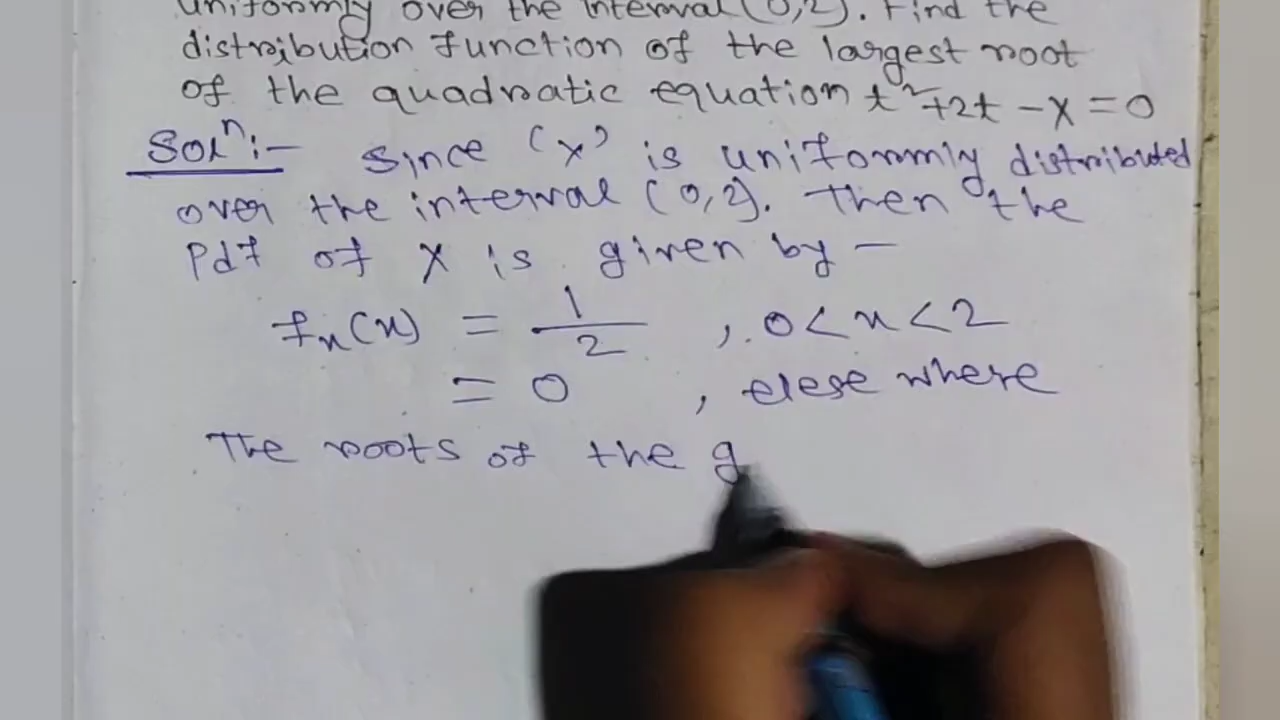 uniformly over the interval (0,2). Find the
distribution function of the largest root
of the quadratic equation t²+2t-x=0
Solⁿ:- Since 'x' is uniformly distributed
over the interval (0,2). Then the
Pdf of X is given by -
fx(x) = 1/2 , 0<x<2
= 0 , elese where
The roots of the g